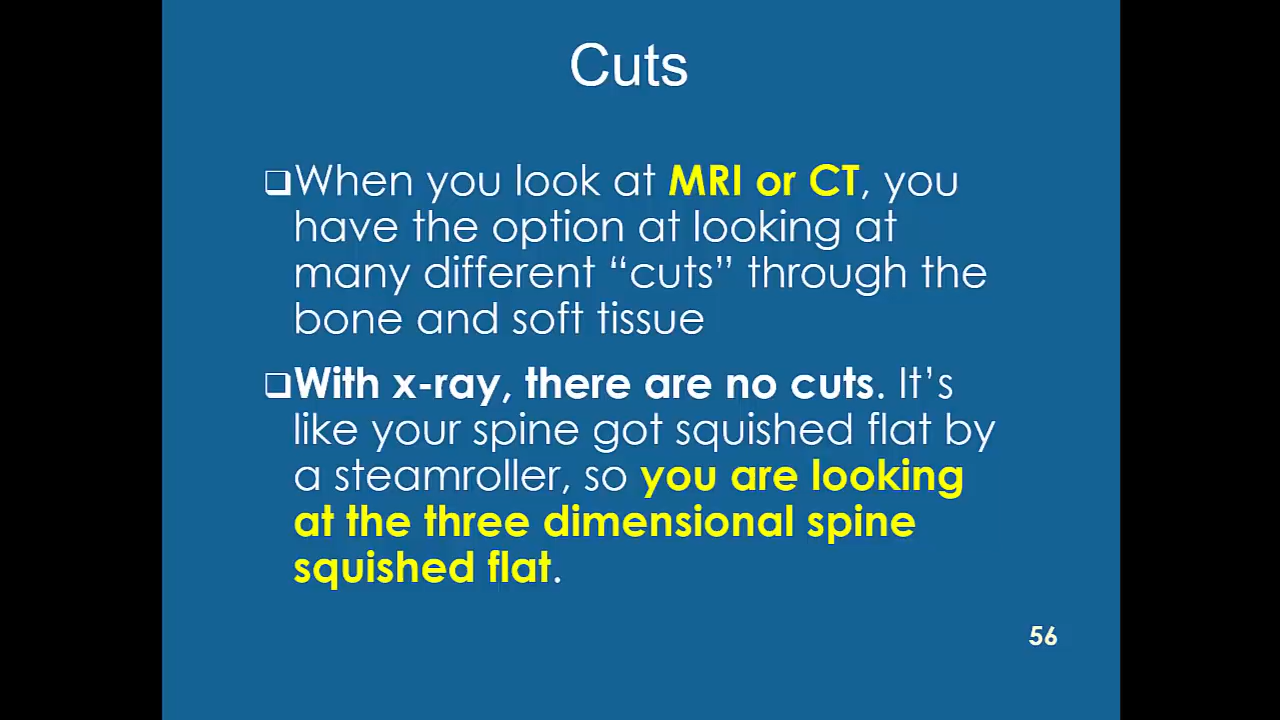 Cuts
❑When you look at MRI or CT, you
have the option at looking at
many different “cuts” through the
bone and soft tissue
❑With x-ray, there are no cuts. It’s
like your spine got squished flat by
a steamroller, so you are looking
at the three dimensional spine
squished flat.
56